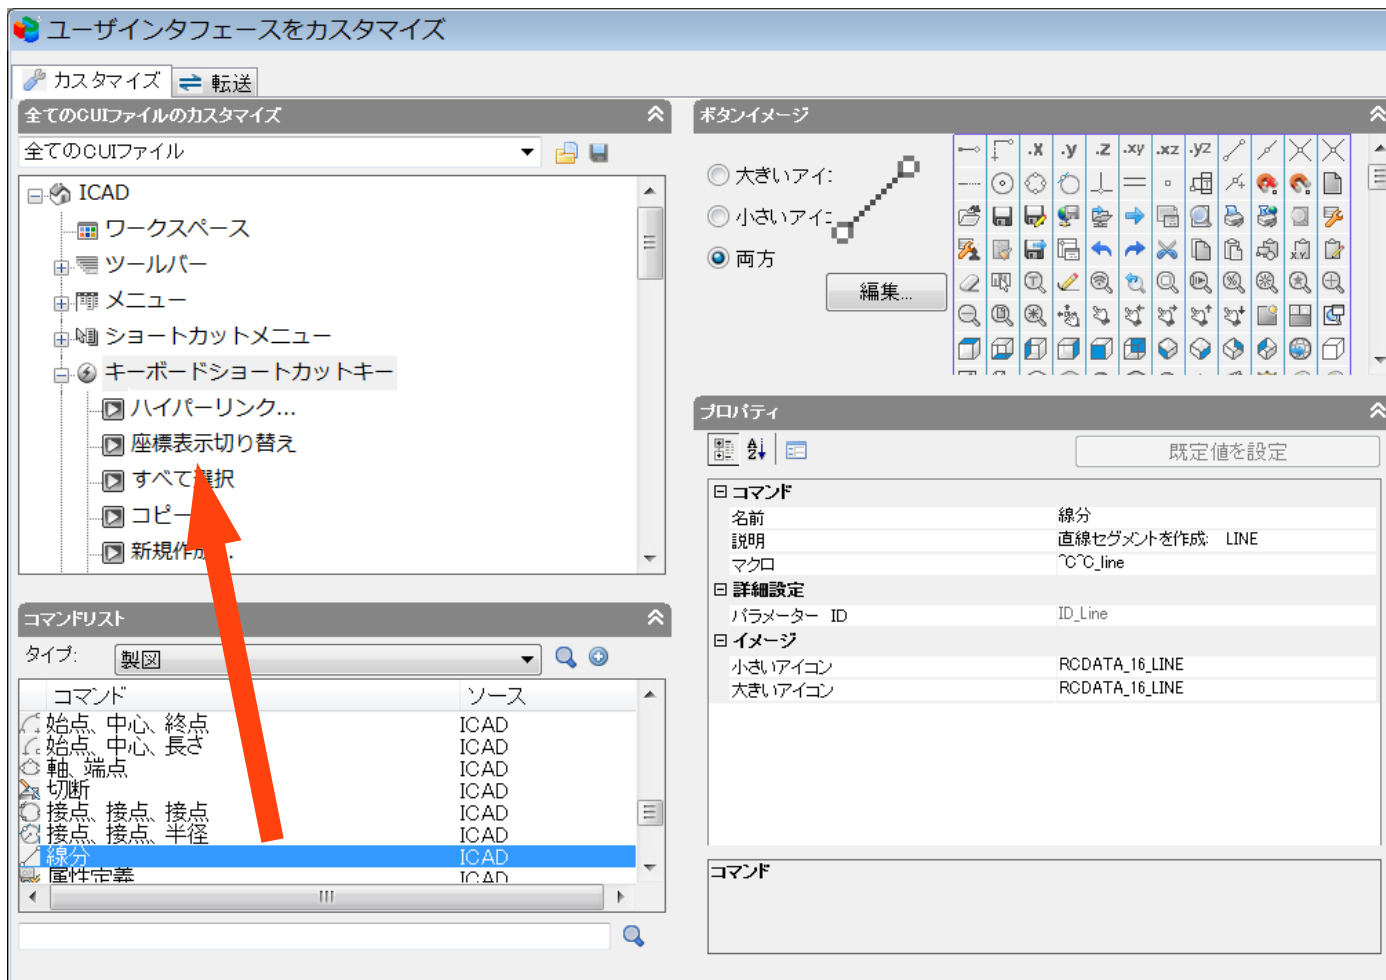 ユーザインタフェースをカスタマイズ
カスタマイズ
転送
全てのCUIファイルのカスタマイズ
全てのCUIファイル
ICAD
ワークスペース
ツールバー
メニュー
ショートカットメニュー
キーボードショートカットキー
ハイパーリンク...
座標表示切り替え
すべて選択
コピー
新規作成...
コマンドリスト
タイプ:
製図
コマンド ソース
始点、中心、終点 ICAD
始点、中心、長さ ICAD
軸、端点 ICAD
切断 ICAD
接点、接点、接点 ICAD
接点、接点、半径 ICAD
線分 ICAD
属性定義 ICAD
ボタンイメージ
大きいアイ
小さいアイ
両方
編集...
.X .y .Z .xy .xz .yz
プロパティ
既定値を設定
コマンド
名前 線分
説明 直線セグメントを作成: LINE
マクロ ^C^C_line
詳細設定
パラメーター ID ID_Line
イメージ
小さいアイコン RCDATA_16_LINE
大きいアイコン RCDATA_16_LINE
コマンド